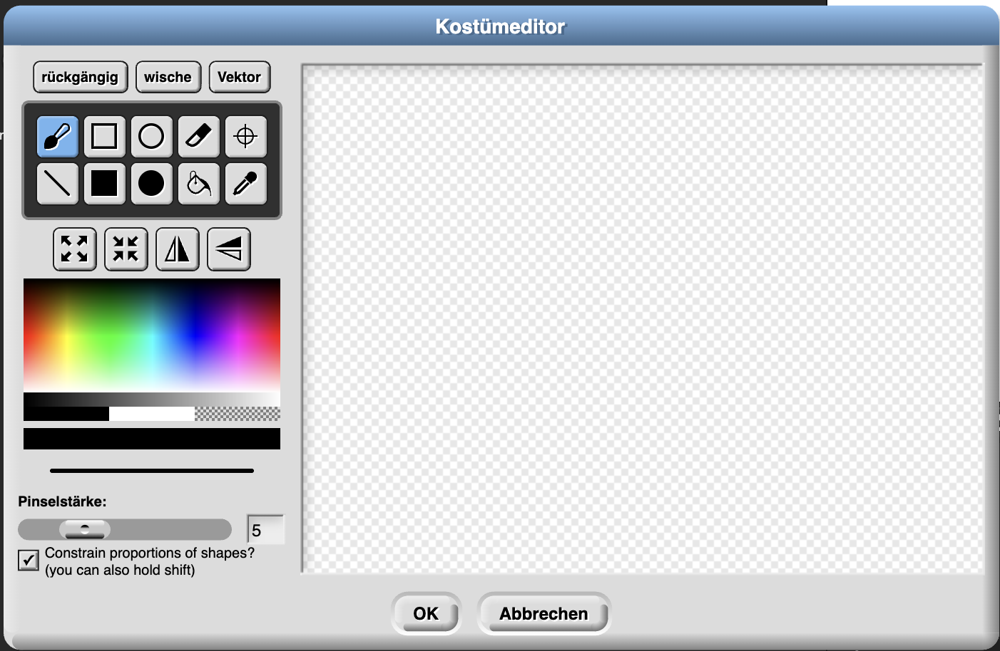 Kostümeditor
rückgängig wische Vektor
Pinselstärke:
5
Constrain proportions of shapes?
(you can also hold shift)
OK Abbrechen